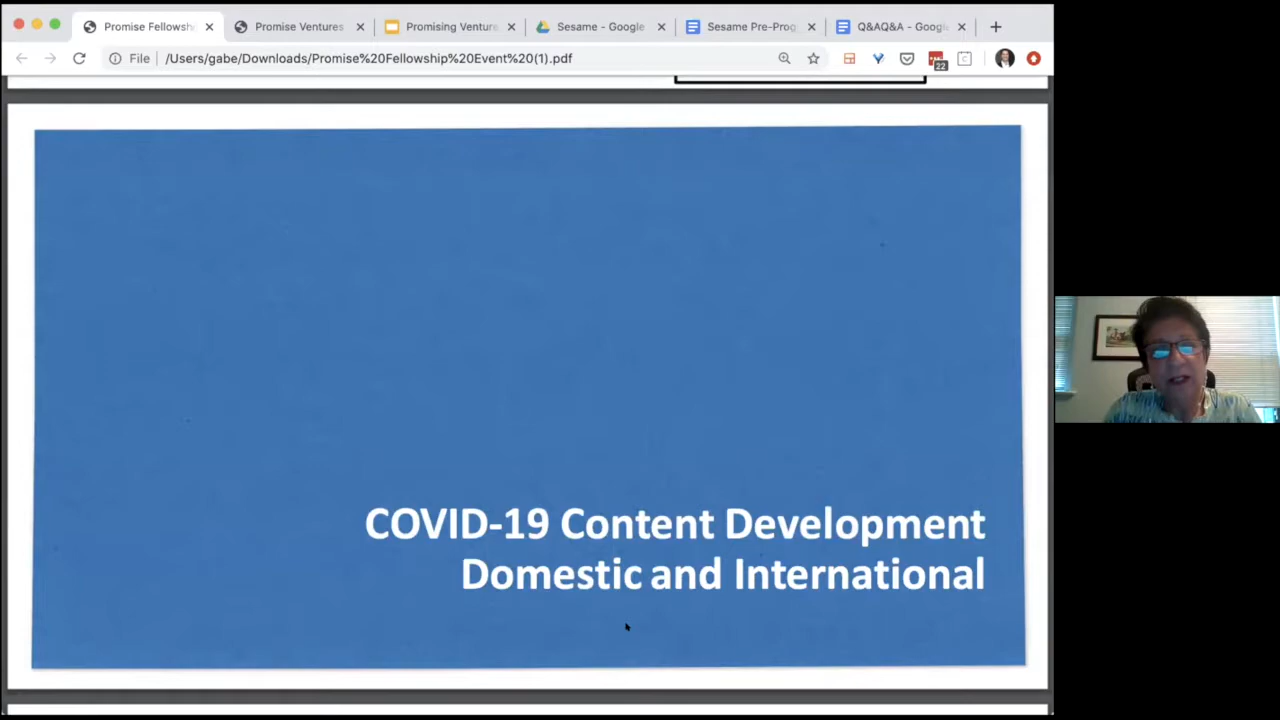 Promise Fellowsh
Promise Ventures
Promising Venture
Sesame - Google
Sesame Pre-Prog
Q&AQ&A - Googl
File
/Users/gabe/Downloads/Promise%20Fellowship%20Event%20(1).pdf
22
COVID-19 Content Development
Domestic and International